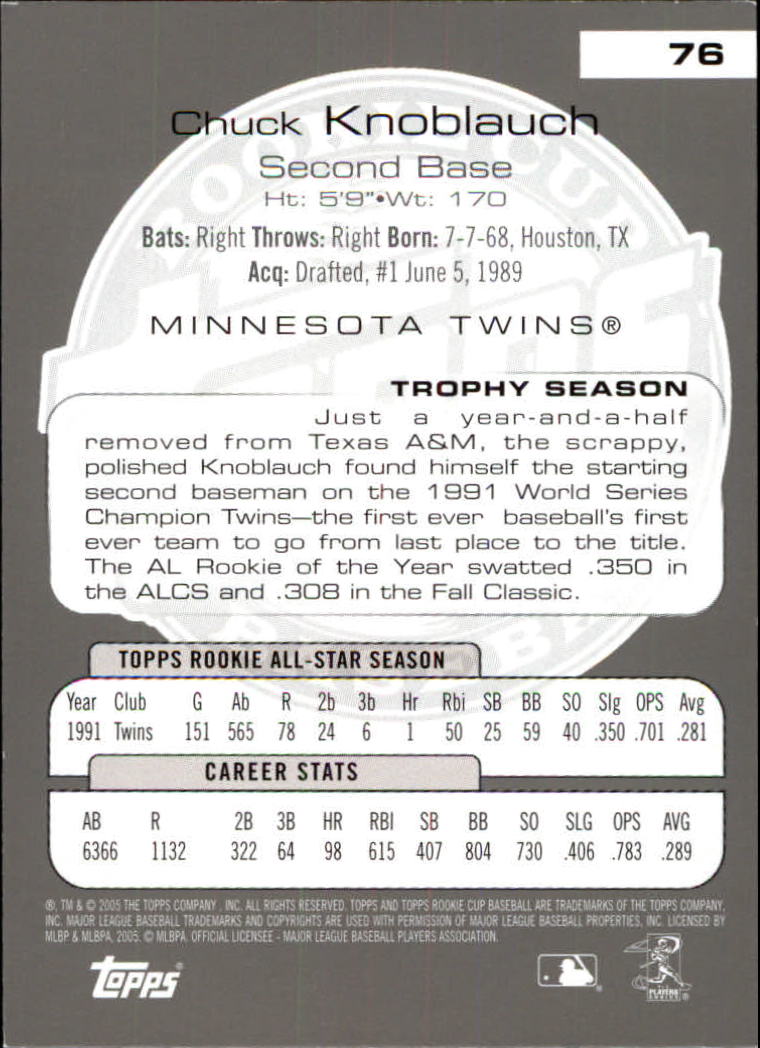 76
Chuck Knoblauch
Second Base
Ht: 5'9"•Wt: 170
Bats: Right Throws: Right Born: 7-7-68, Houston, TX
Acq: Drafted, #1 June 5, 1989
MINNESOTA TWINS®
TROPHY SEASON
Just a year-and-a-half
removed from Texas A&M, the scrappy,
polished Knoblauch found himself the starting
second baseman on the 1991 World Series
Champion Twins—the first ever baseball's first
ever team to go from last place to the title.
The AL Rookie of the Year swatted .350 in
the ALCS and .308 in the Fall Classic.
TOPPS ROOKIE ALL-STAR SEASON
Year Club G Ab R 2b 3b Hr Rbi SB BB SO Slg OPS Avg
1991 Twins 151 565 78 24 6 1 50 25 59 40 .350 .701 .281
CAREER STATS
AB R 2B 3B HR RBI SB BB SO SLG OPS AVG
6366 1132 322 64 98 615 407 804 730 .406 .783 .289
®, TM & © 2005 THE TOPPS COMPANY, INC. ALL RIGHTS RESERVED. TOPPS AND TOPPS ROOKIE CUP BASEBALL ARE TRADEMARKS OF THE TOPPS COMPANY,
INC. MAJOR LEAGUE BASEBALL TRADEMARKS AND COPYRIGHTS ARE USED WITH PERMISSION OF MAJOR LEAGUE BASEBALL PROPERTIES, INC. LICENSED BY
MLBP & MLBPA, 2005. © MLBPA. OFFICIAL LICENSEE - MAJOR LEAGUE BASEBALL PLAYERS ASSOCIATION.
Topps®
PLAYERS CHOICE ®